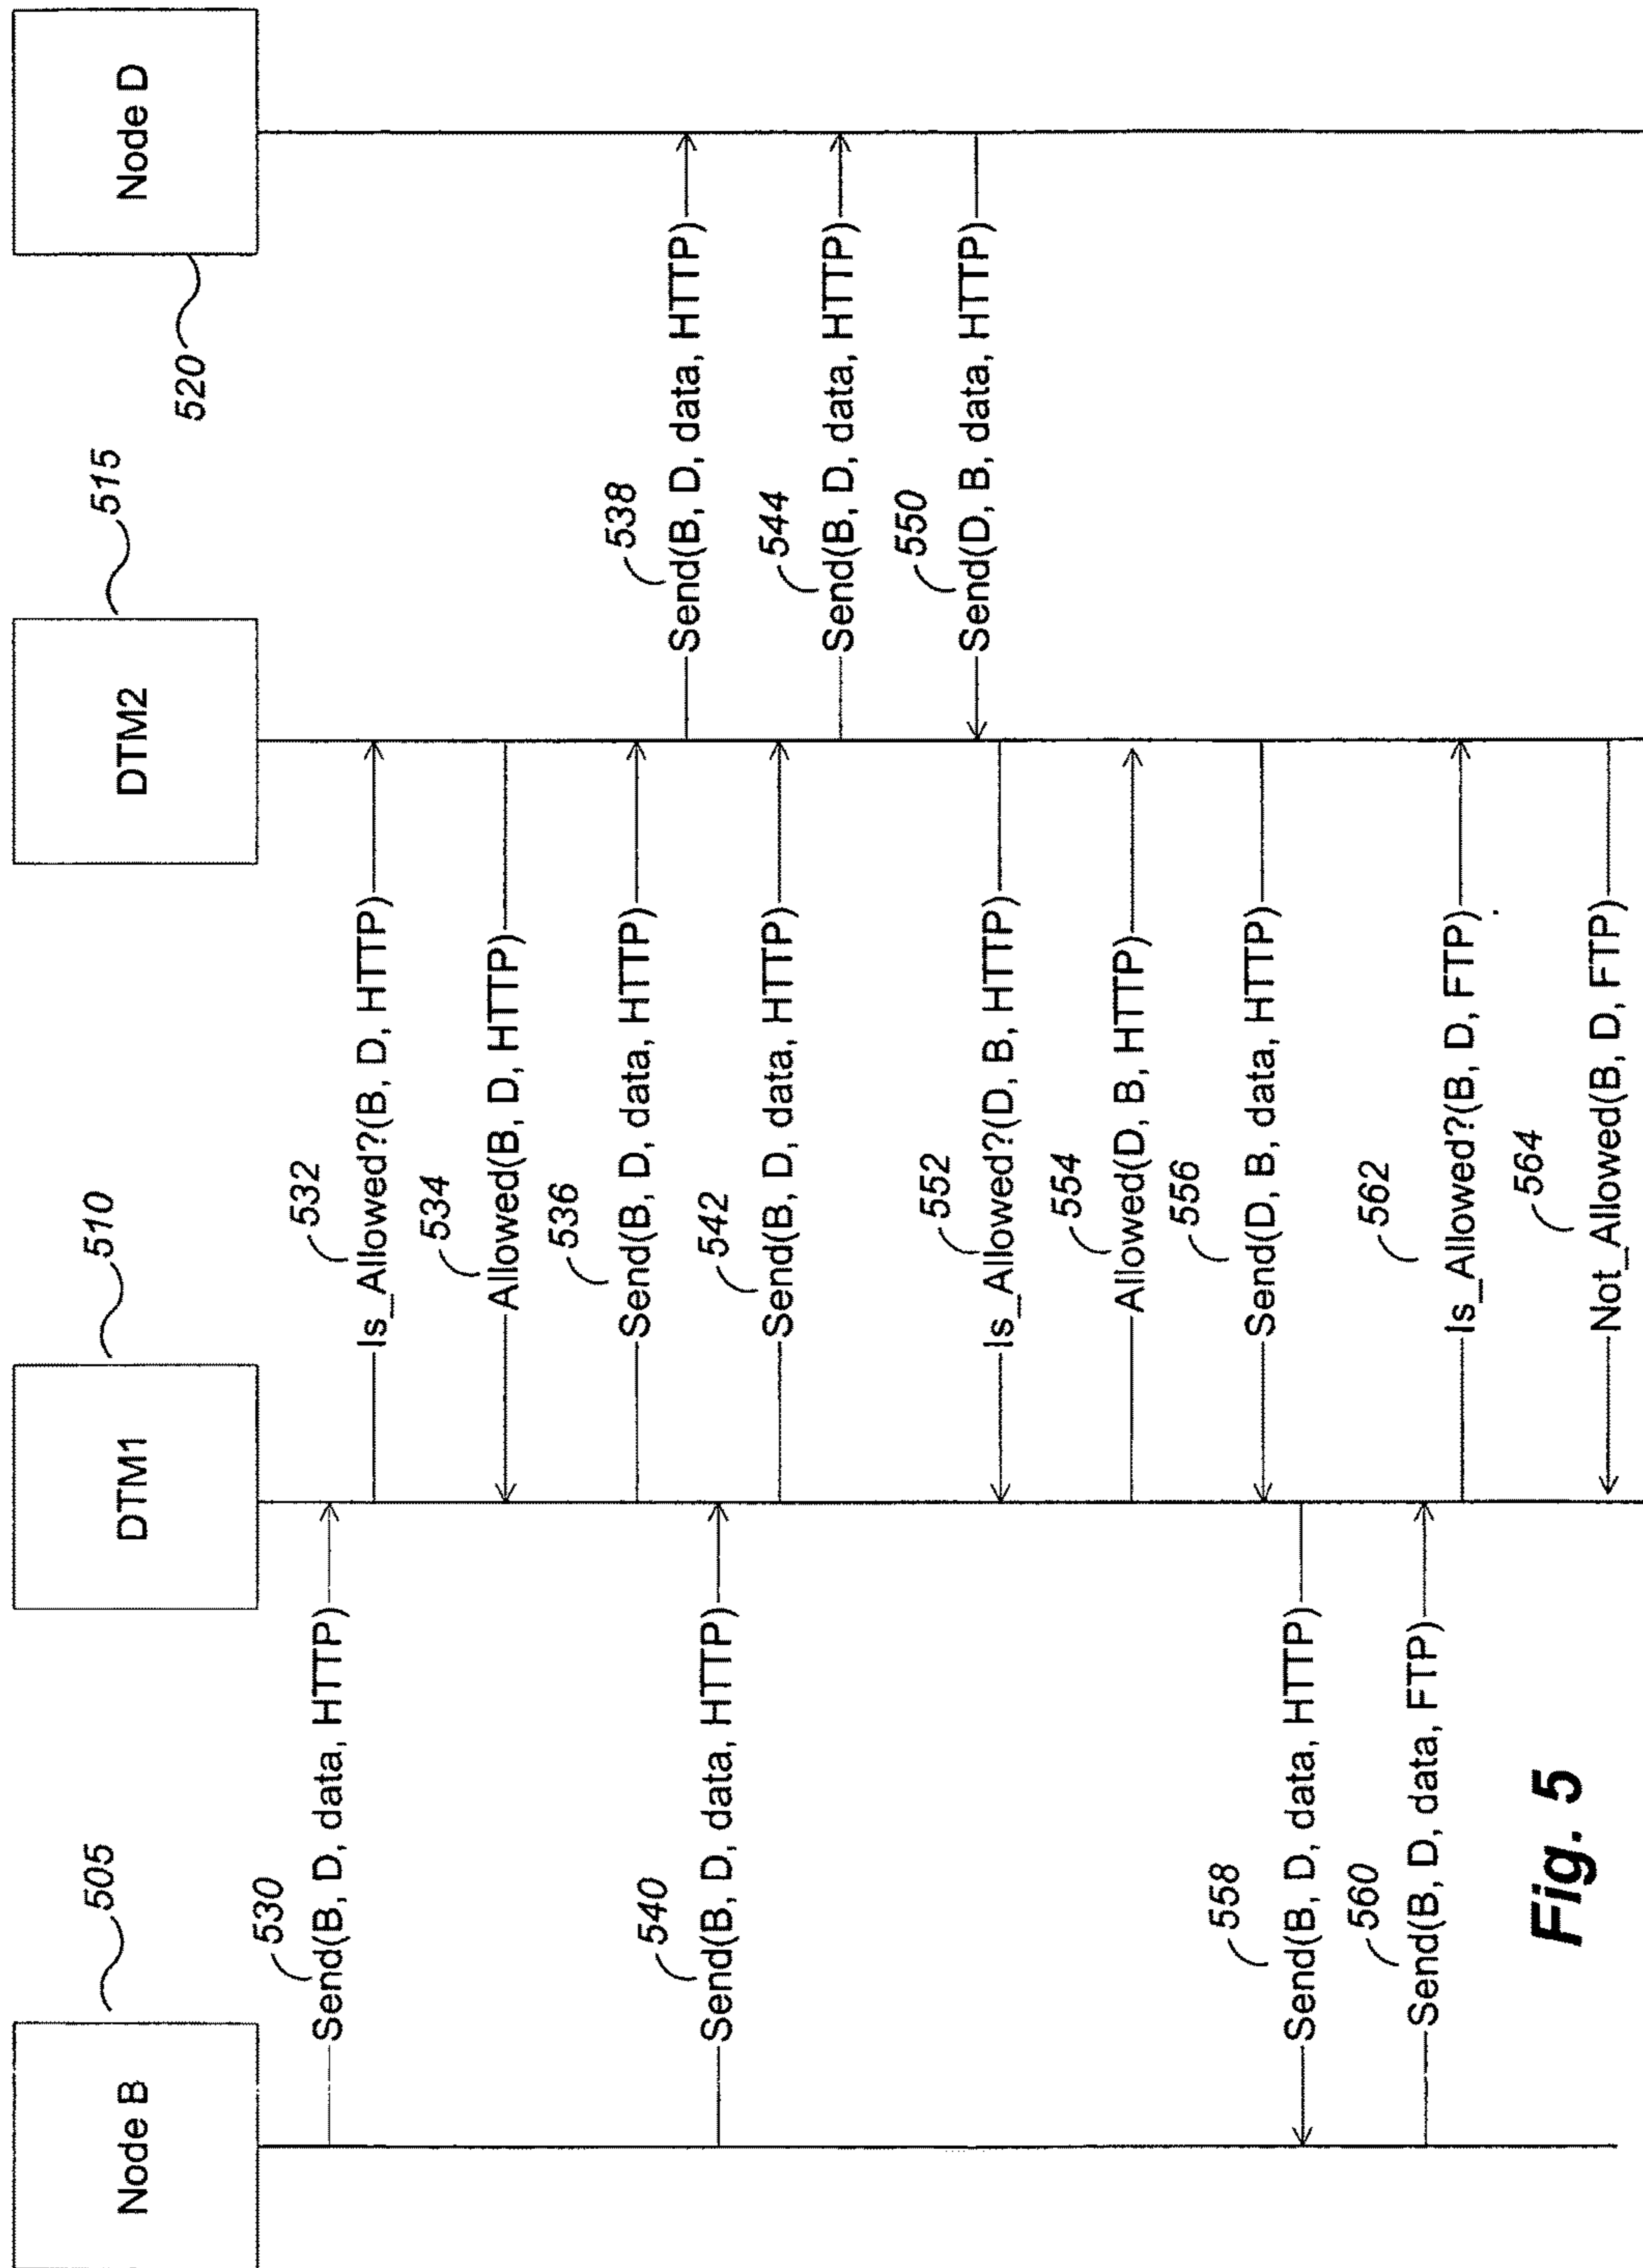 Node B
505
DTM1
510
DTM2
515
Node D
520
530
Send(B, D, data, HTTP)
532
Is_Allowed?(B, D, HTTP)
534
Allowed(B, D, HTTP)
536
Send(B, D, data, HTTP)
538
Send(B, D, data, HTTP)
540
Send(B, D, data, HTTP)
542
Send(B, D, data, HTTP)
544
Send(B, D, data, HTTP)
550
Send(D, B, data, HTTP)
552
Is_Allowed?(D, B, HTTP)
554
Allowed(D, B, HTTP)
556
Send(D, B, data, HTTP)
558
Send(B, D, data, HTTP)
560
Send(B, D, data, FTP)
562
Is_Allowed?(B, D, FTP)
564
Not_Allowed(B, D, FTP)
Fig. 5